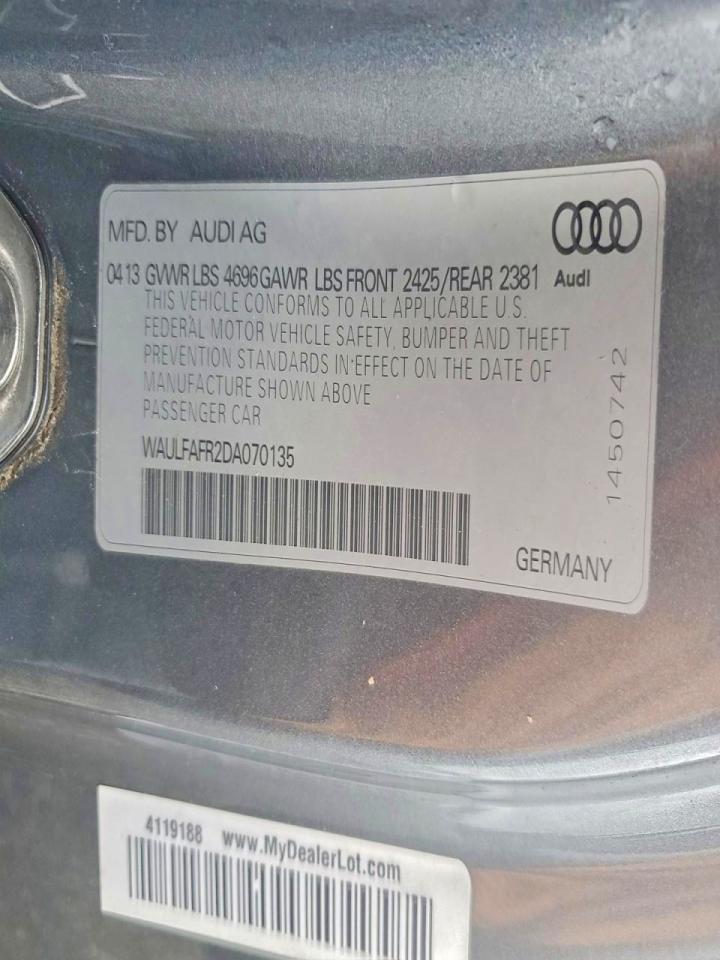 MFD. BY AUDI AG
04 13 GVWR LBS 4696 GAWR LBS FRONT 2425/REAR 2381
Audi
THIS VEHICLE CONFORMS TO ALL APPLICABLE U.S.
FEDERAL MOTOR VEHICLE SAFETY, BUMPER AND THEFT
PREVENTION STANDARDS IN EFFECT ON THE DATE OF
MANUFACTURE SHOWN ABOVE
PASSENGER CAR
WAULFAFR2DA070135
1450742
GERMANY
4119188 www.MyDealerLot.com